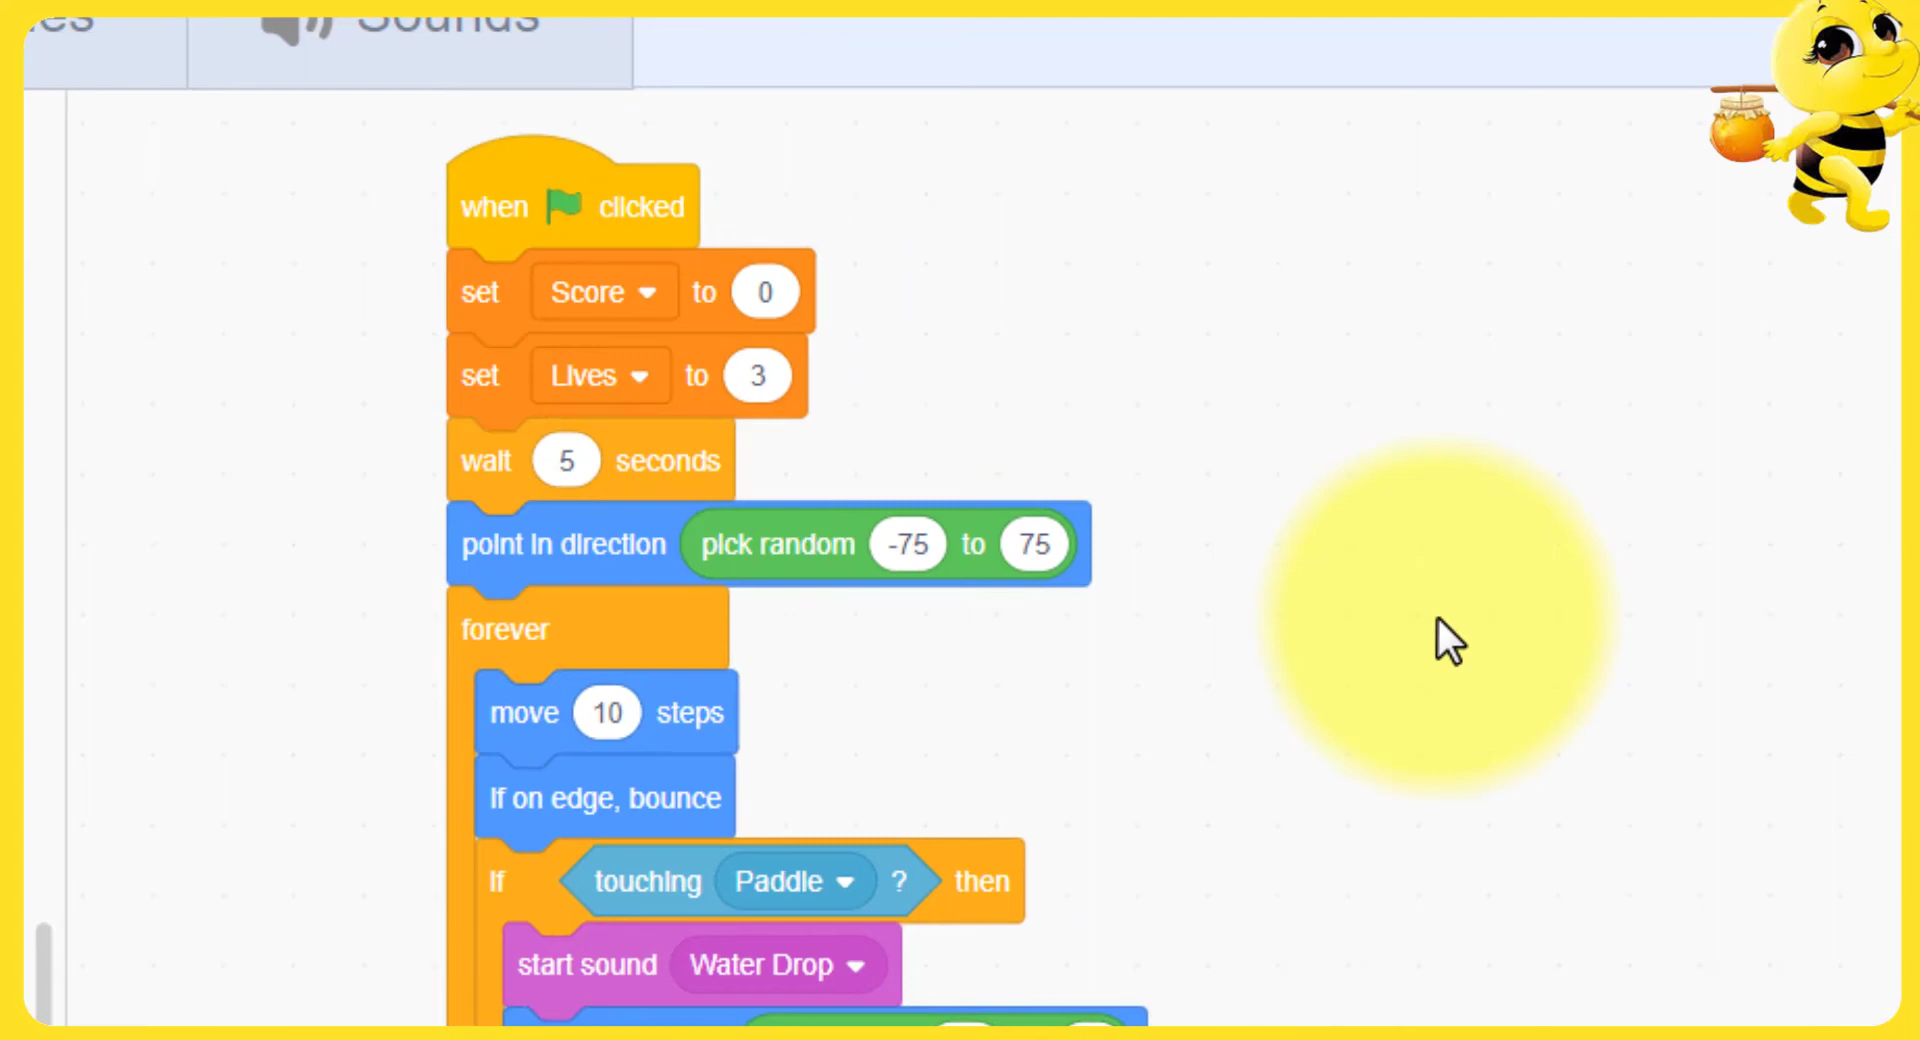 Sounds
when clicked
set Score to 0
set Lives to 3
wait 5 seconds
point in direction pick random -75 to 75
forever
move 10 steps
If on edge, bounce
If touching Paddle ? then
start sound Water Drop